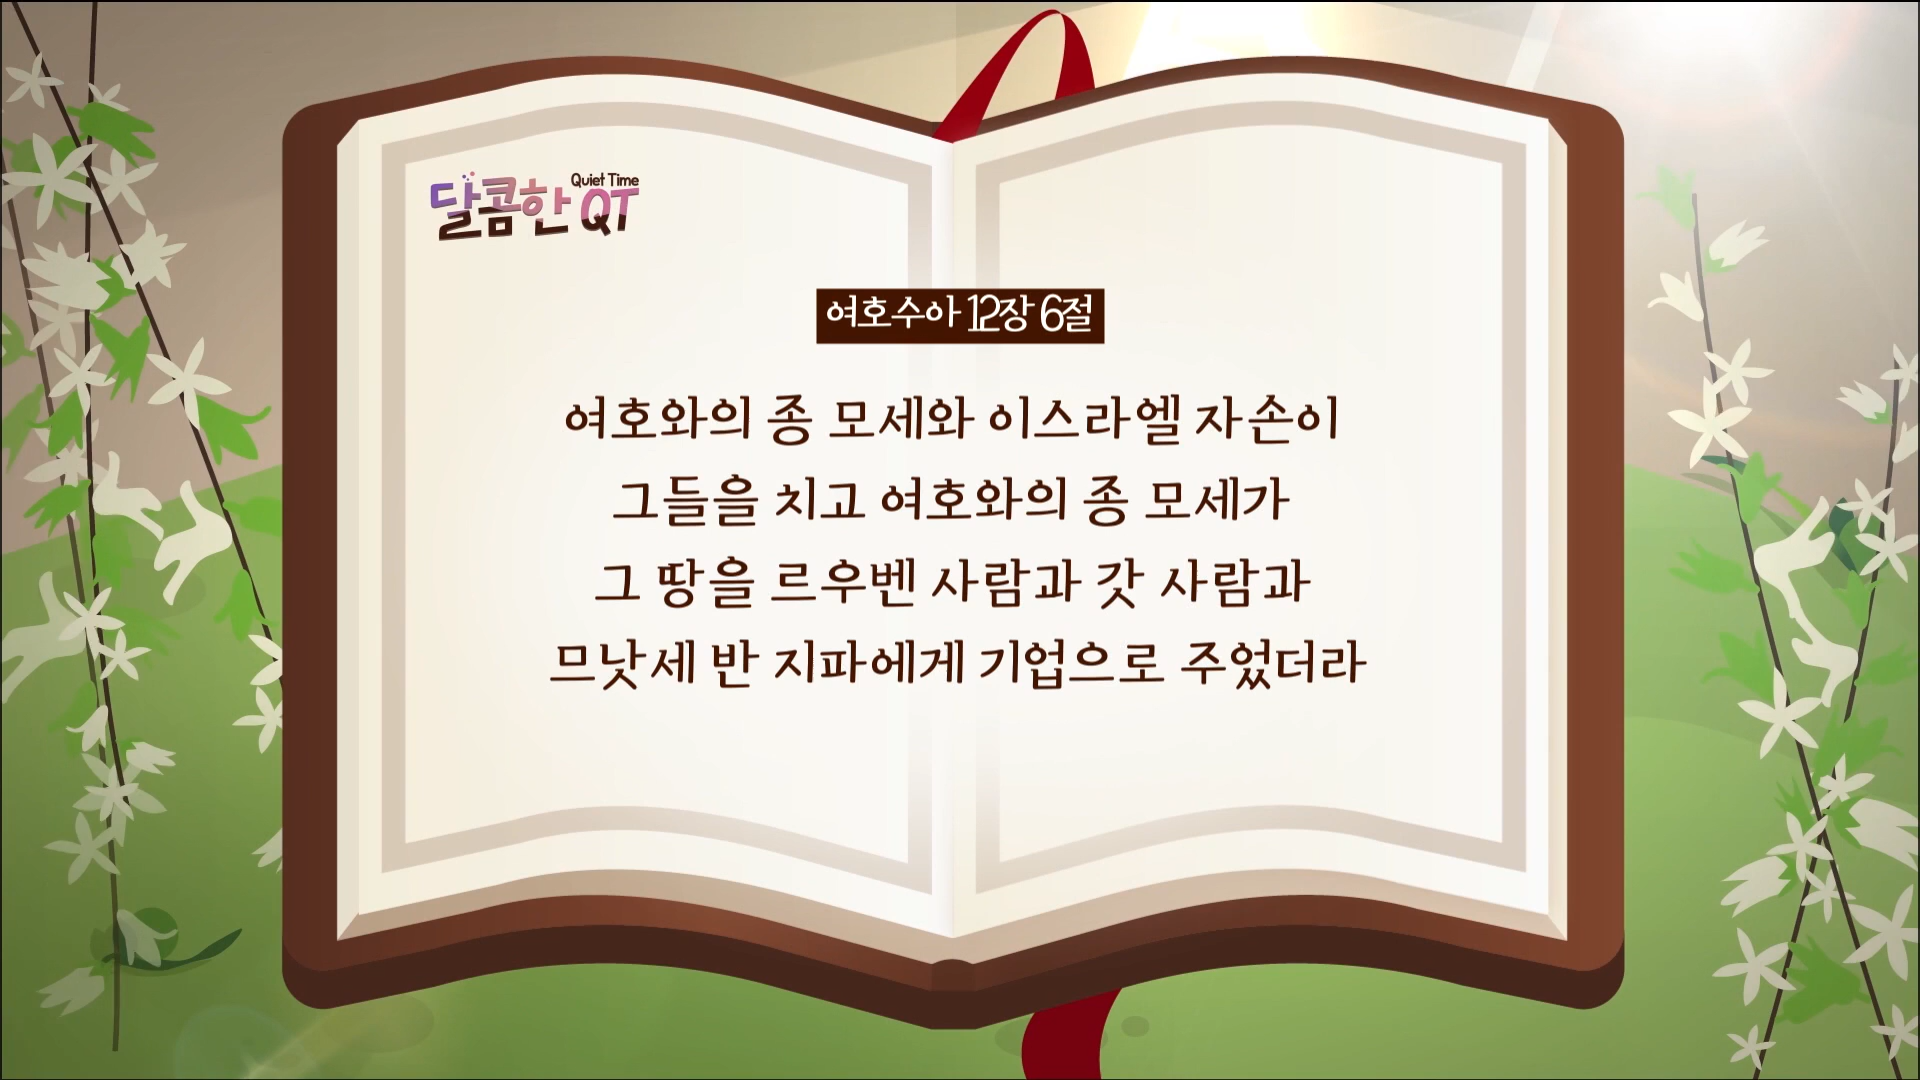 달콤한 QT
Quiet Time
여호수아 12장 6절
여호와의 종 모세와 이스라엘 자손이
그들을 치고 여호와의 종 모세가
그 땅을 르우벤 사람과 갓 사람과
므낫세 반 지파에게 기업으로 주었더라